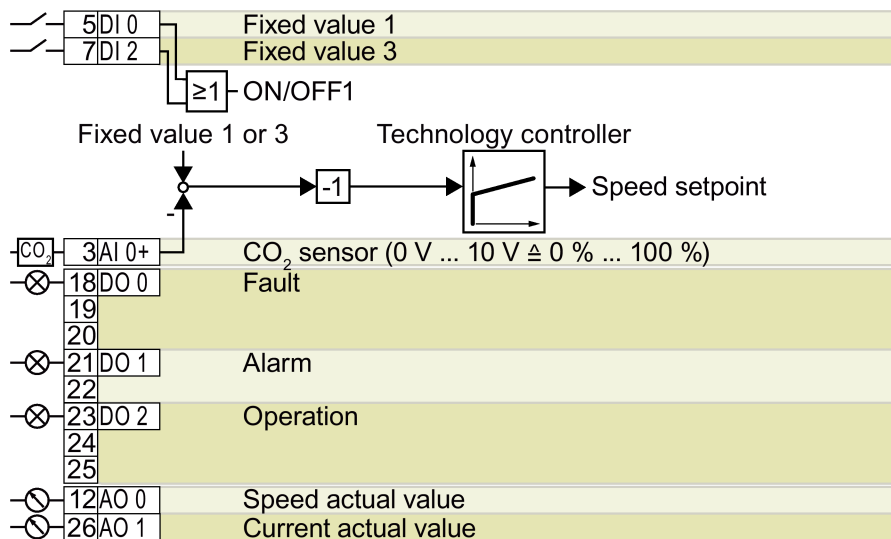 5 DI 0 Fixed value 1
7 DI 2 Fixed value 3
≥1 ON/OFF1
Fixed value 1 or 3 Technology controller
-1 Speed setpoint
-
CO₂ 3 AI 0+ CO₂ sensor (0 V ... 10 V ≙ 0 % ... 100 %)
18 DO 0 Fault
19
20
21 DO 1 Alarm
22
23 DO 2 Operation
24
25
12 AO 0 Speed actual value
26 AO 1 Current actual value